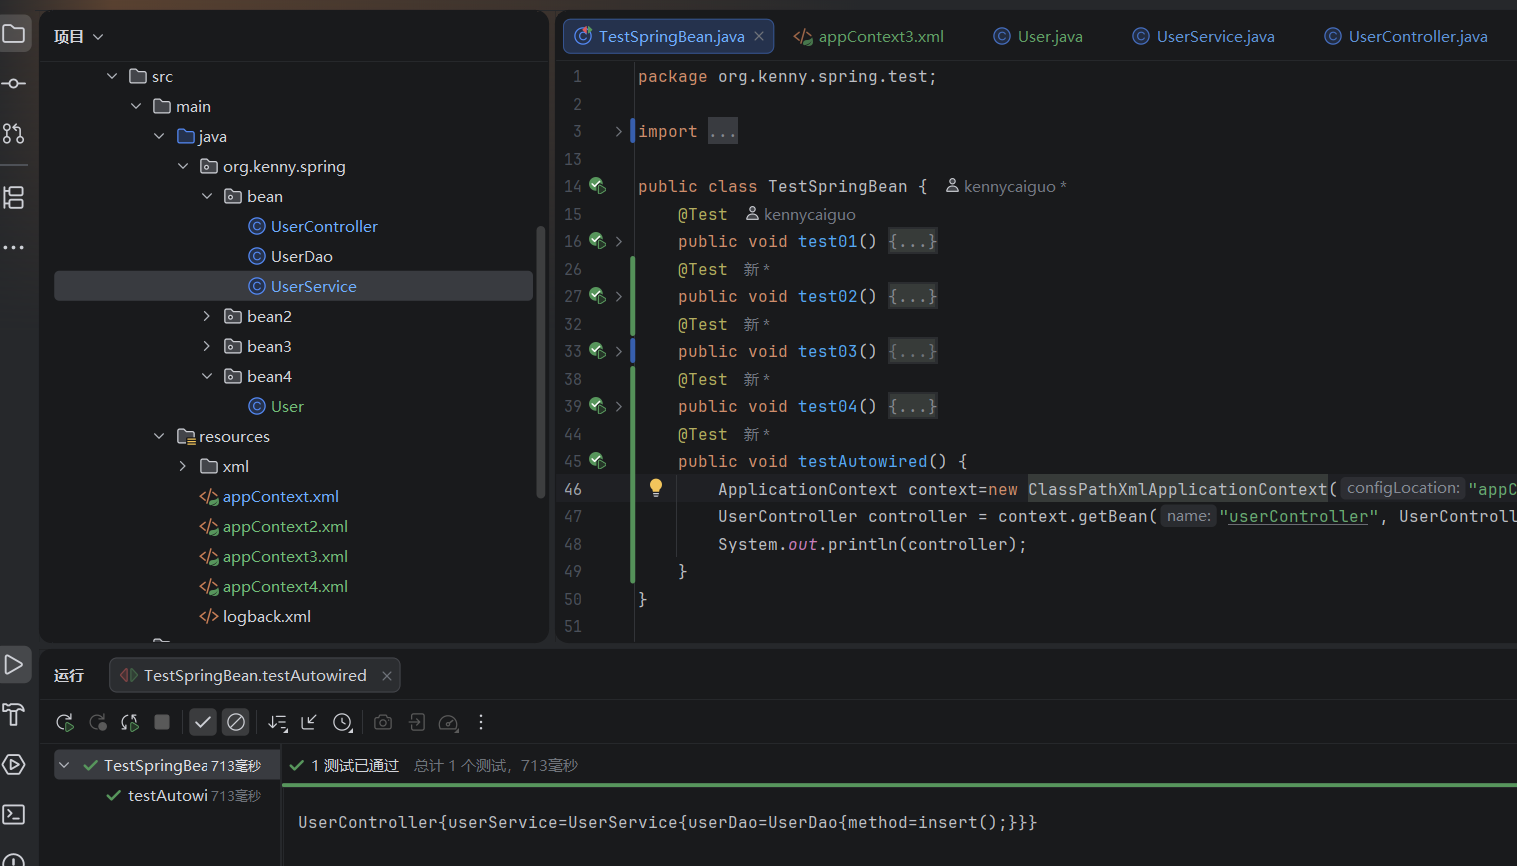 项目
src
main
java
org.kenny.spring
bean
UserController
UserDao
UserService
bean2
bean3
bean4
User
resources
xml
appContext.xml
appContext2.xml
appContext3.xml
appContext4.xml
logback.xml
TestSpringBean.java appContext3.xml User.java UserService.java UserController.java
1 package org.kenny.spring.test;
2
3 import ...
13
14 public class TestSpringBean { kennycaiguo *
15 @Test kennycaiguo
16 public void test01() {...}
26 @Test 新 *
27 public void test02() {...}
32 @Test 新 *
33 public void test03() {...}
38 @Test 新 *
39 public void test04() {...}
44 @Test 新 *
45 public void testAutowired() {
46 ApplicationContext context=new ClassPathXmlApplicationContext( configLocation: "appC
47 UserController controller = context.getBean( name: "userController", UserControll
48 System.out.println(controller);
49 }
50 }
51
运行 TestSpringBean.testAutowired
TestSpringBea 713毫秒
testAutowi 713毫秒
1 测试已通过 总计 1 个测试, 713毫秒
UserController{userService=UserService{userDao=UserDao{method=insert();}}}